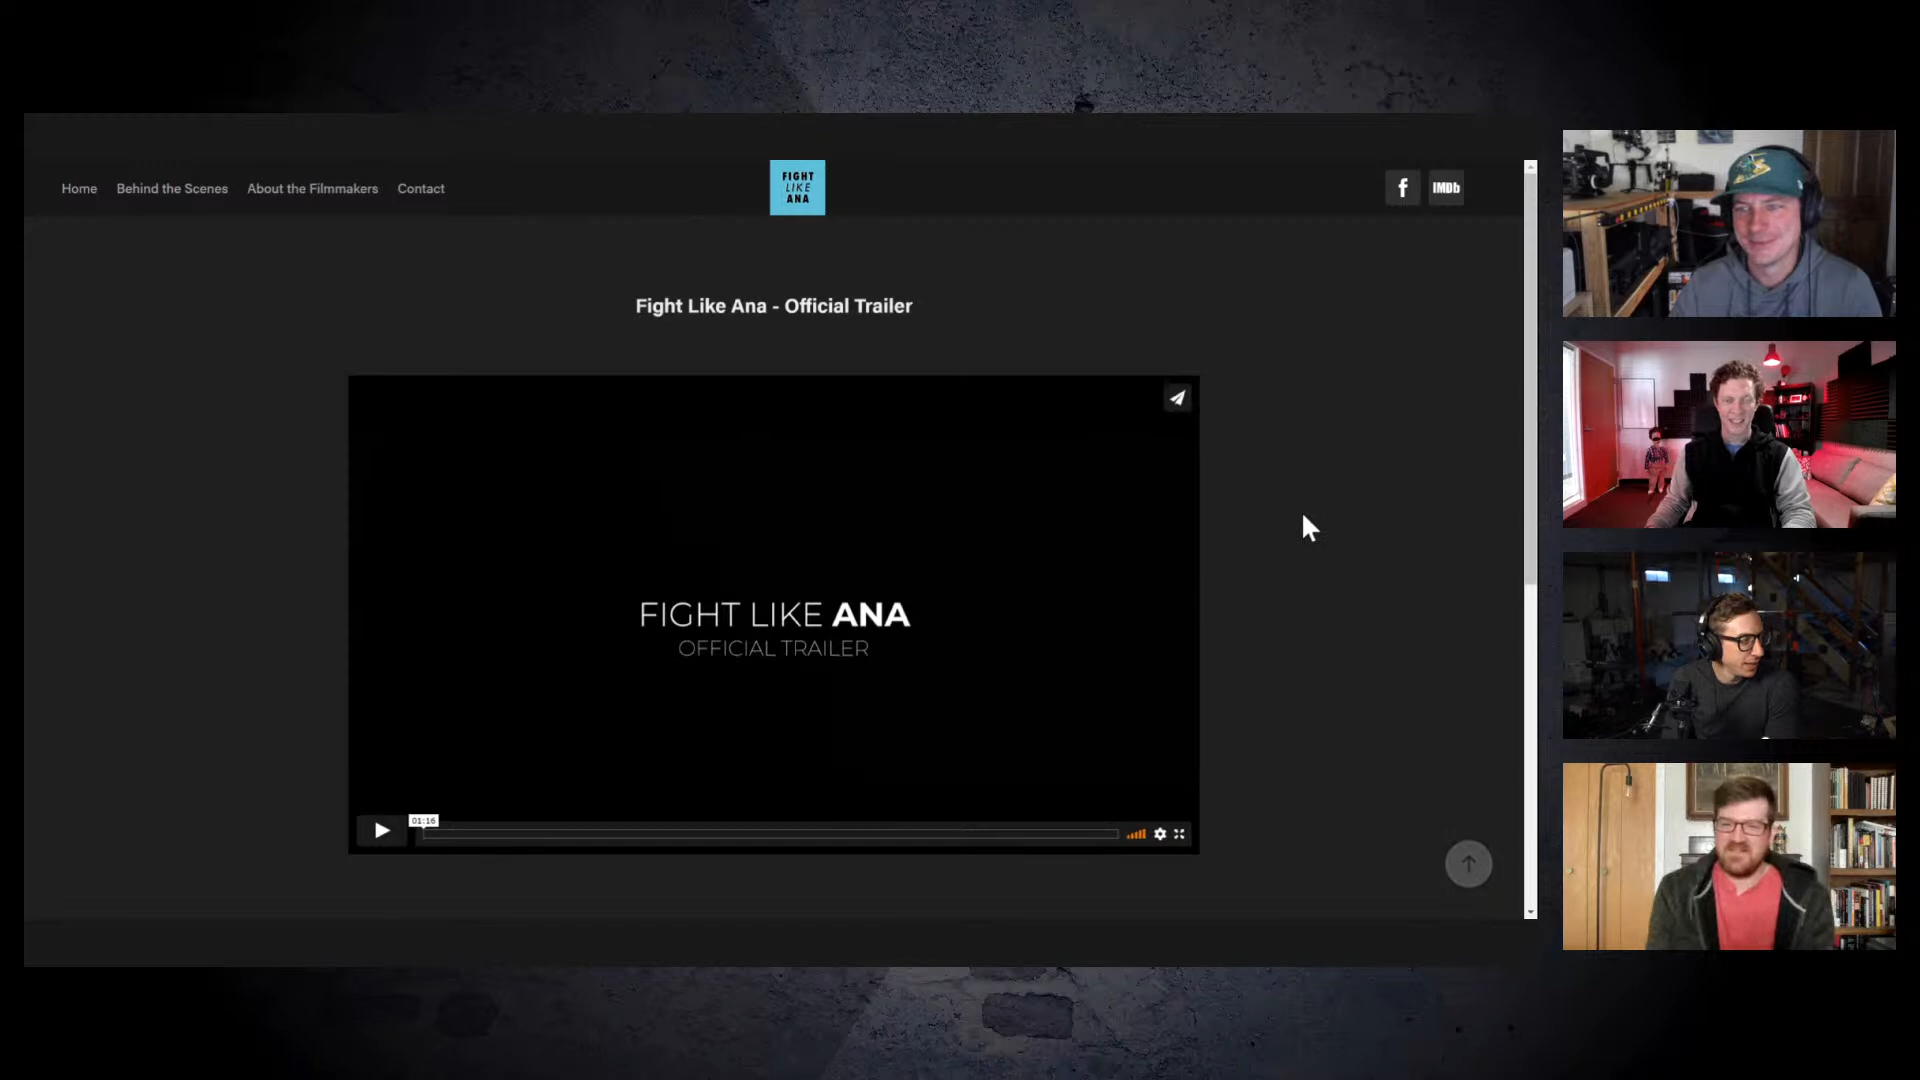 Home Behind the Scenes About the Filmmakers Contact
FIGHT
LIKE
ANA
f IMDb
Fight Like Ana - Official Trailer
FIGHT LIKE ANA
OFFICIAL TRAILER
01:16